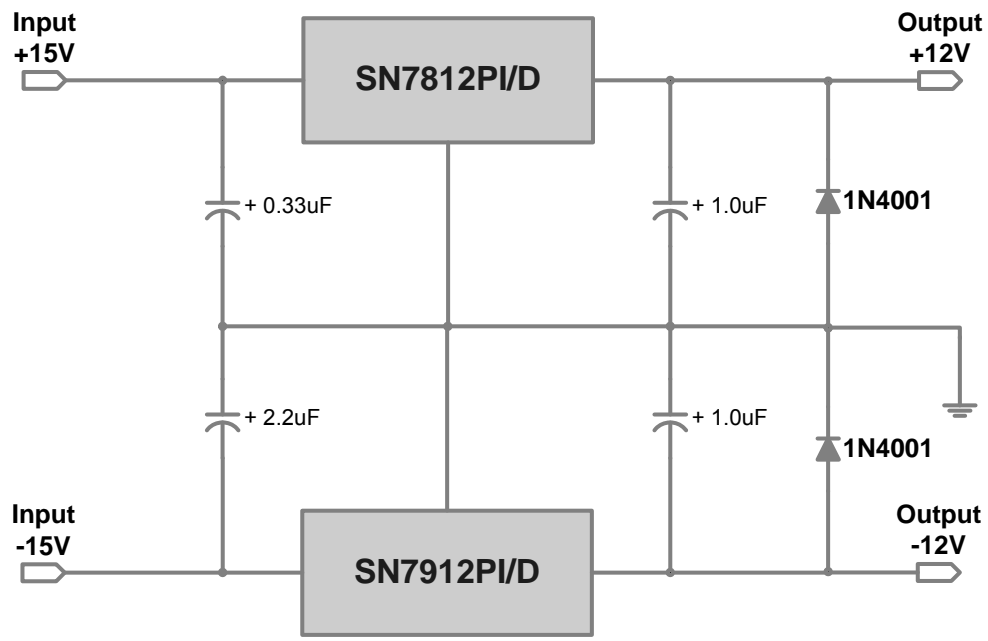 Input
+15V
Output
+12V
SN7812PI/D
+ 0.33uF
+ 1.0uF
1N4001
+ 2.2uF
+ 1.0uF
1N4001
Input
-15V
Output
-12V
SN7912PI/D